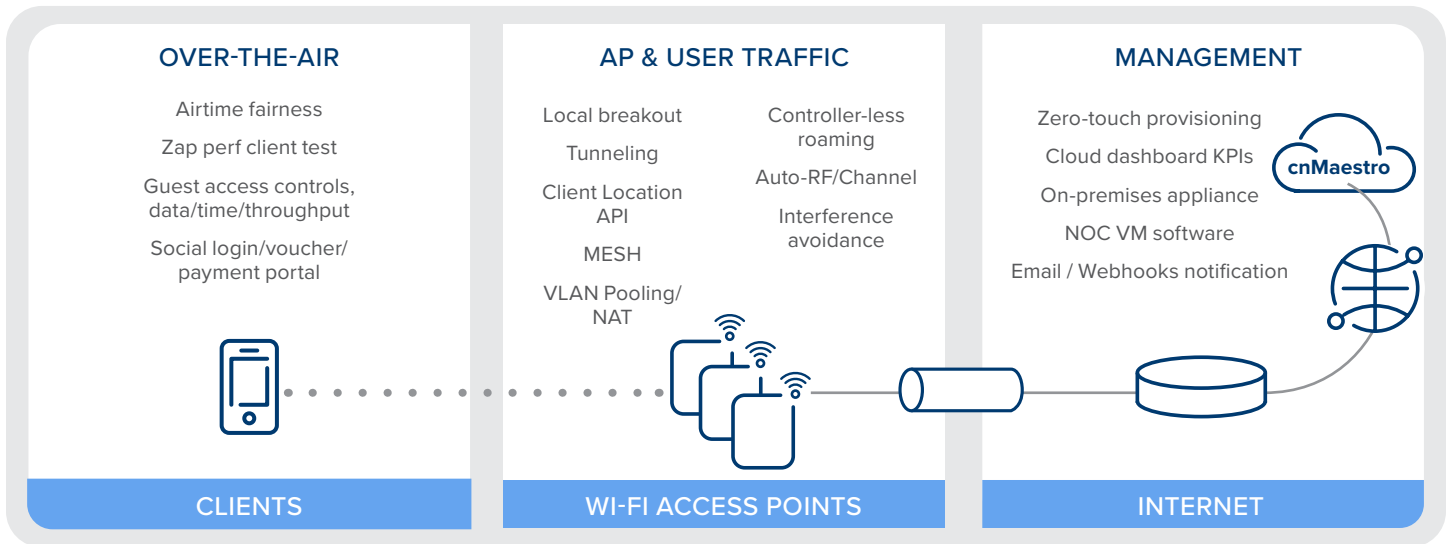 OVER-THE-AIR
Airtime fairness
Zap perf client test
Guest access controls,
data/time/throughput
Social login/voucher/
payment portal
CLIENTS
AP & USER TRAFFIC
Local breakout
Tunneling
Client Location
API
MESH
VLAN Pooling/
NAT
Controller-less
roaming
Auto-RF/Channel
Interference
avoidance
WI-FI ACCESS POINTS
MANAGEMENT
Zero-touch provisioning
Cloud dashboard KPIs
On-premises appliance
NOC VM software
Email / Webhooks notification
cnMaestro
INTERNET